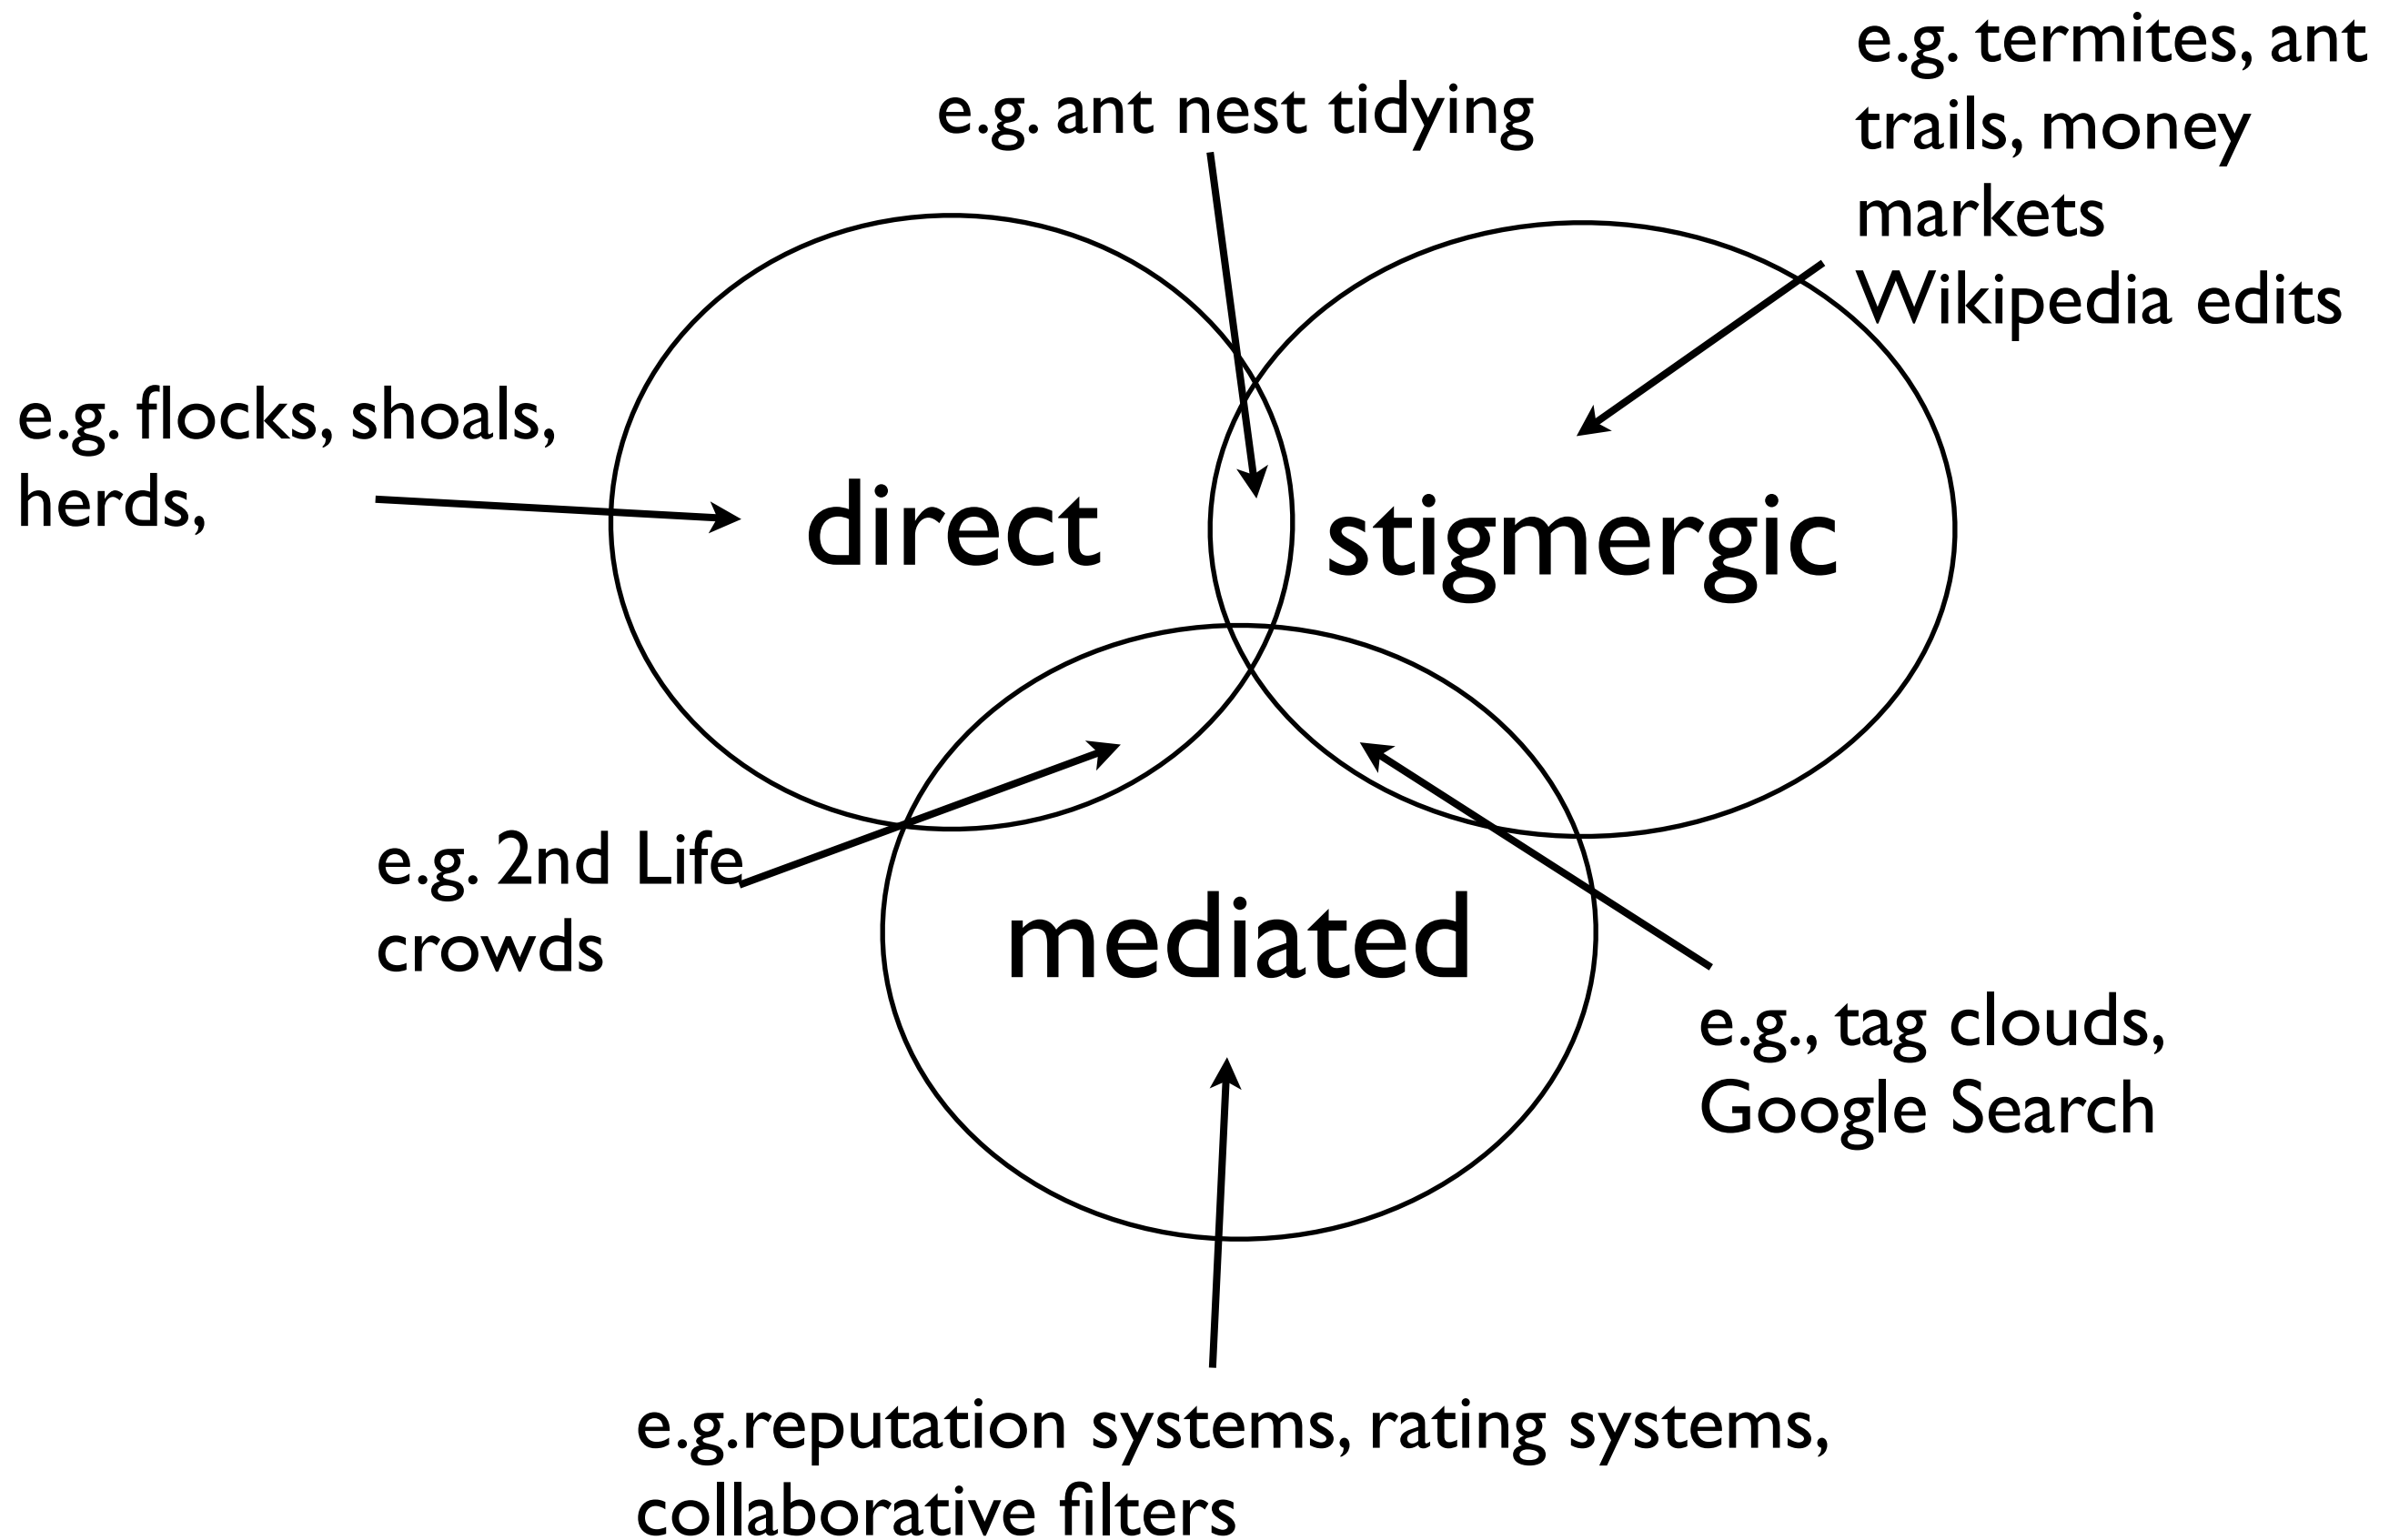 e.g. termites, ant
trails, money
markets
Wikipedia edits
e.g. ant nest tidying
e.g. flocks, shoals,
herds,
direct
stigmergic
e.g. 2nd Life
crowds
mediated
e.g., tag clouds,
Google Search
e.g.reputation systems, rating systems,
collaborative filters